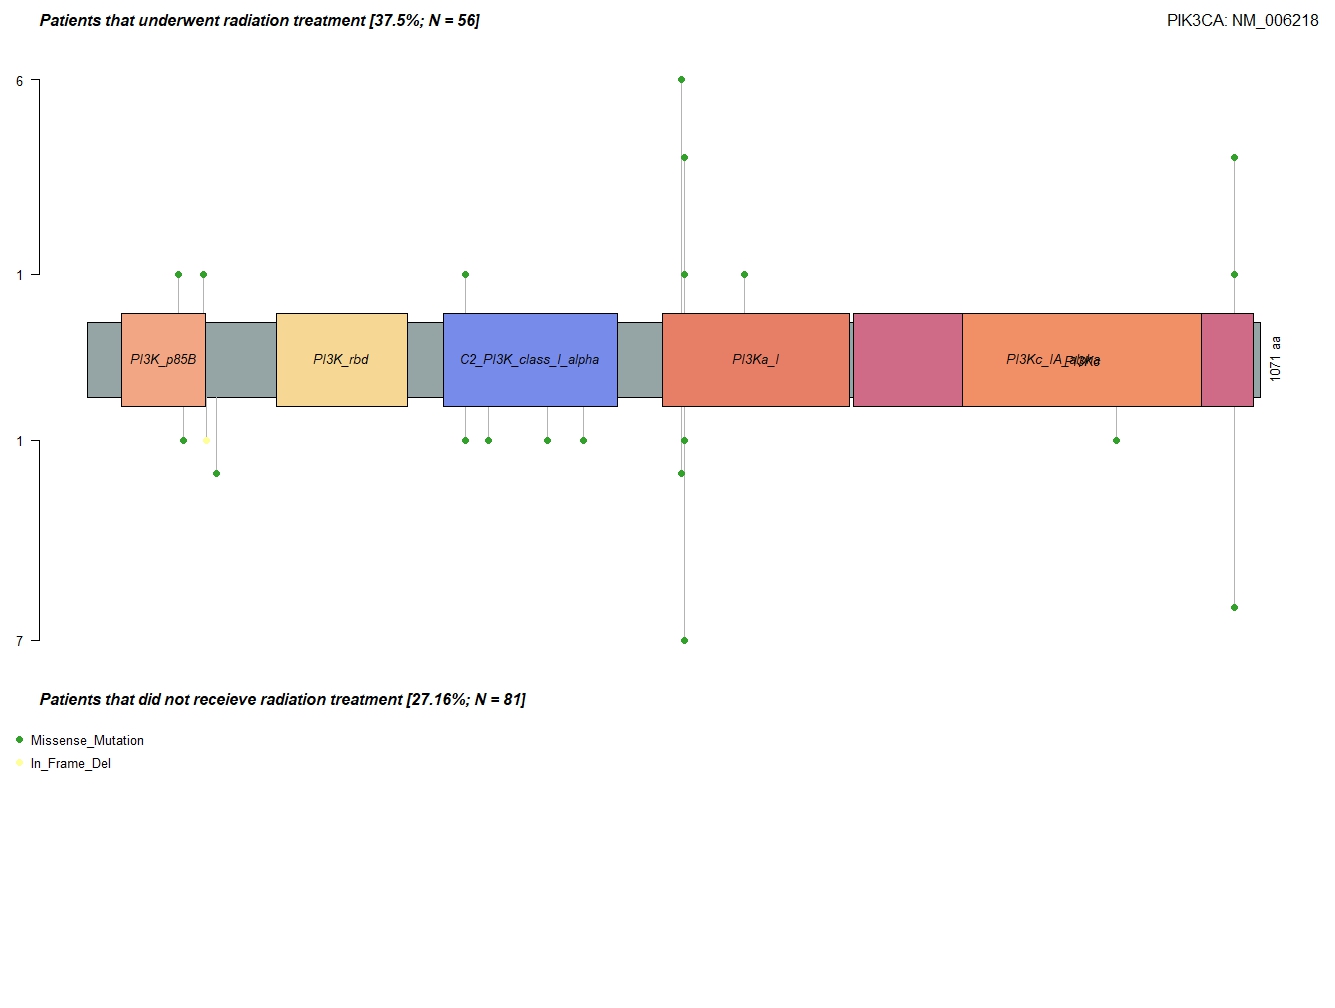 Patients that underwent radiation treatment [37.5%; N = 56]
PIK3CA: NM_006218
6
1
PI3K_p85B
PI3K_rbd
C2_PI3K_class_I_alpha
PI3Ka_I
PI3Kc_IA_alpha
PI3Kc
1071 aa
1
7
Patients that did not receieve radiation treatment [27.16%; N = 81]
Missense_Mutation
In_Frame_Del